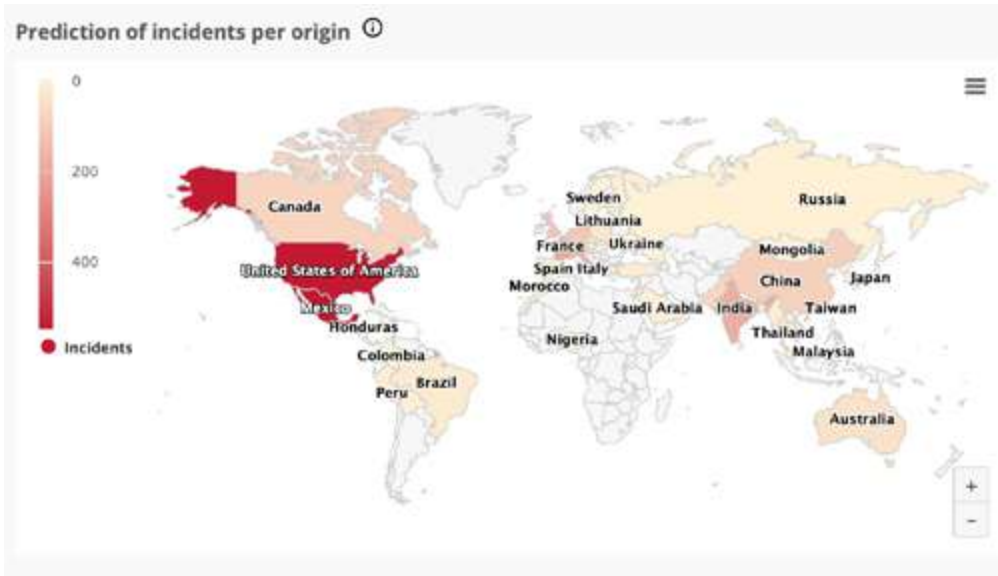 Prediction of incidents per origin
0
200
400
Incidents
Canada
United States of America
Mexico
Honduras
Colombia
Peru
Brazil
Sweden
Lithuania
France
Ukraine
Spain Italy
Morocco
Saudi Arabia
Nigeria
Russia
Mongolia
China
Japan
India
Taiwan
Thailand
Malaysia
Australia
+
−